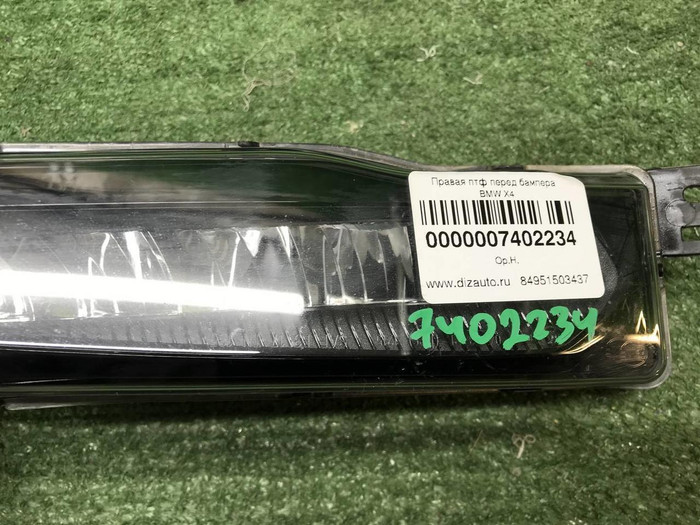 Правая птф перед бампера
BMW X4
0000007402234
Ор.Н.
www.dizauto.ru 84951503437
7402234